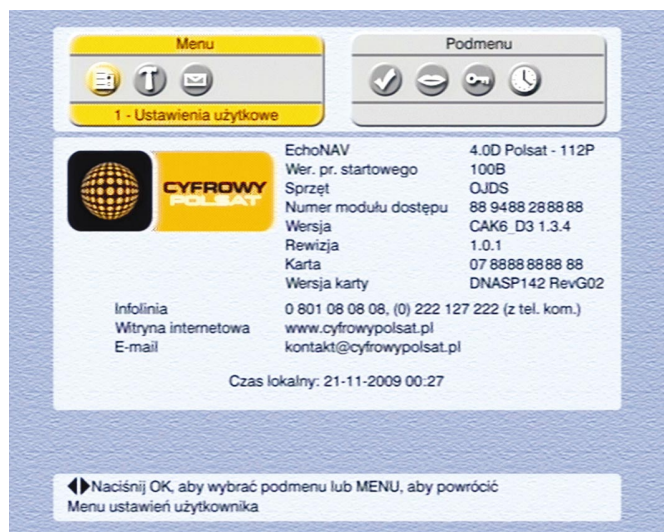 Menu
Podmenu
1 - Ustawienia użytkowe
CYFROWY
POLSAT
EchoNAV 4.0D Polsat - 112P
Wer. pr. startowego 100B
Sprzęt OJDS
Numer modułu dostępu 88 9488 288888
Wersja CAK6_D3 1.3.4
Rewizja 1.0.1
Karta 07 8888 8888 88
Wersja karty DNASP142 RevG02
Infolinia 0 801 08 08 08, (0) 222 127 222 (z tel. kom.)
Witryna internetowa www.cyfrowypolsat.pl
E-mail kontakt@cyfrowypolsat.pl
Czas lokalny: 21-11-2009 00:27
Naciśnij OK, aby wybrać podmenu lub MENU, aby powrócić
Menu ustawień użytkownika